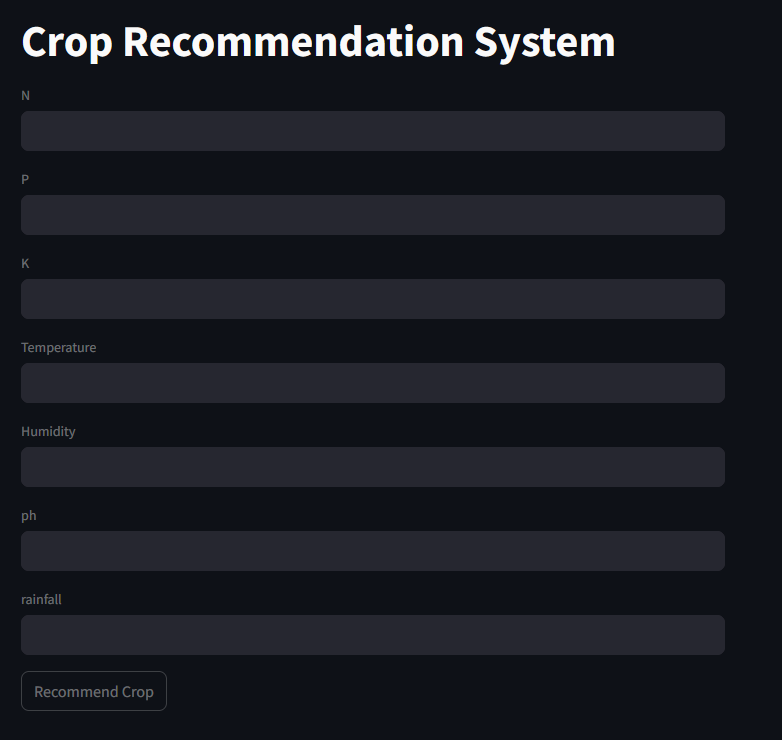 Crop Recommendation System
N
P
K
Temperature
Humidity
ph
rainfall
Recommend Crop